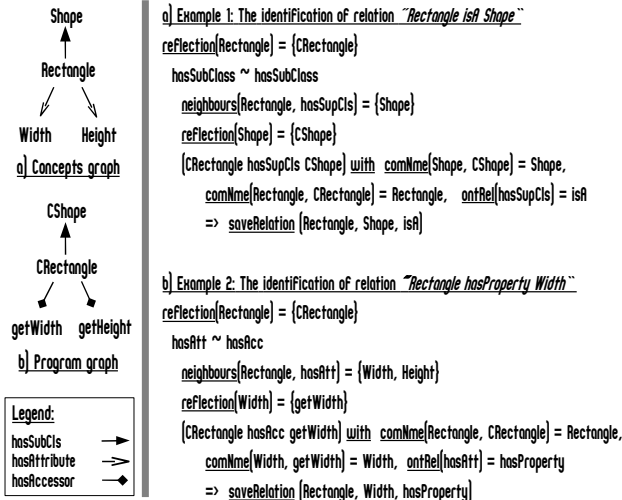 Shape
Rectangle
Width Height
a) Concepts graph
CShape
CRectangle
getWidth getHeight
b) Program graph
Legend:
hasSubCls
hasAttribute
hasAccessor
a) Example 1: The identification of relation ˝Rectangle isA Shape``
reflection(Rectangle) = {CRectangle}
hasSubClass ~ hasSubClass
neighbours(Rectangle, hasSupCls) = {Shape}
reflection(Shape) = {CShape}
(CRectangle hasSupCls CShape) with comNme(Shape, CShape) = Shape,
comNme(Rectangle, CRectangle) = Rectangle, ontRel(hasSupCls) = isA
=> saveRelation (Rectangle, Shape, isA)
b) Example 2: The identification of relation ˝Rectangle hasProperty Width``
reflection(Rectangle) = {CRectangle}
hasAtt ~ hasAcc
neighbours(Rectangle, hasAtt) = {Width, Height}
reflection(Width) = {getWidth}
(CRectangle hasAcc getWidth) with comNme(Rectangle, CRectangle) = Rectangle,
comNme(Width, getWidth) = Width, ontRel(hasAtt) = hasProperty
=> saveRelation (Rectangle, Width, hasProperty)